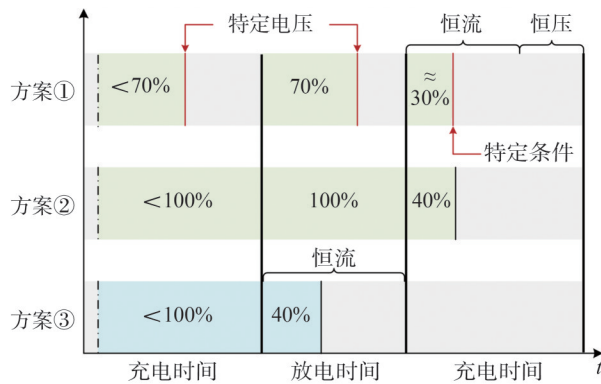 特定电压
恒流
恒压
方案①
<70%
70%
≈
30%
特定条件
方案②
<100%
100%
40%
恒流
方案③
<100%
40%
充电时间
放电时间
充电时间
t